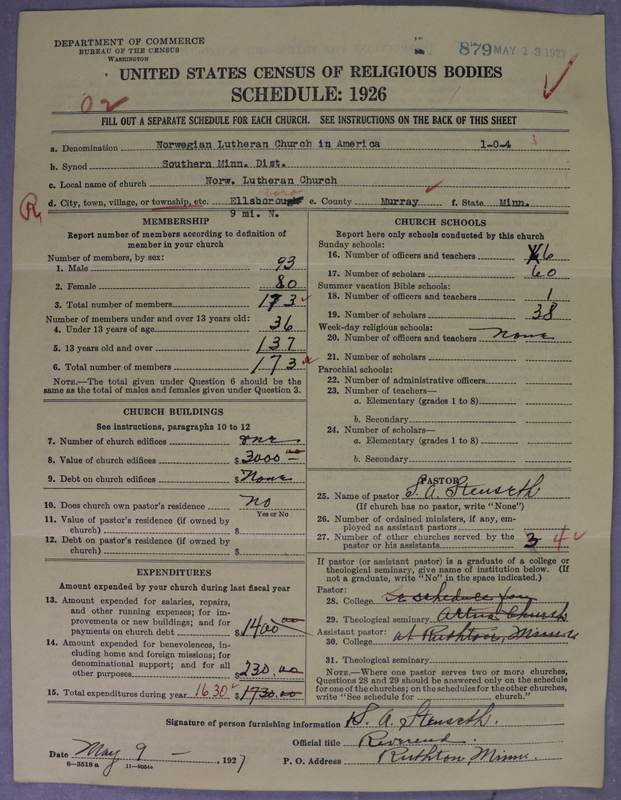 DEPARTMENT OF COMMERCE
BUREAU OF THE CENSUS
WASHINGTON
879 MAY 13 1927
UNITED STATES CENSUS OF RELIGIOUS BODIES
SCHEDULE: 1926
02
FILL OUT A SEPARATE SCHEDULE FOR EACH CHURCH. SEE INSTRUCTIONS ON THE BACK OF THIS SHEET
a. Denomination Norwegian Lutheran Church in America 1-0-4 3
b. Synod Southern Minn. Dist.
c. Local name of church Norw. Lutheran Church
R
d. City, town, village, or township, etc. Ellsborough boro e. County Murray f. State Minn.
9 mi. N.
MEMBERSHIP
Report number of members according to definition of
member in your church
Number of members, by sex:
1. Male 93
2. Female 80
3. Total number of members 173
Number of members under and over 13 years old:
4. Under 13 years of age 36
5. 13 years old and over 137
6. Total number of members 173
NOTE.—The total given under Question 6 should be the
same as the total of males and females given under Question 3.
CHURCH BUILDINGS
See instructions, paragraphs 10 to 12
7. Number of church edifices one
8. Value of church edifices $3000 00
9. Debt on church edifices $None
10. Does church own pastor's residence no
Yes or No
11. Value of pastor's residence (if owned by
church) $
12. Debt on pastor's residence (if owned by
church) $
EXPENDITURES
Amount expended by your church during last fiscal year
13. Amount expended for salaries, repairs,
and other running expenses; for im-
provements or new buildings; and for
payments on church debt $1400 00
14. Amount expended for benevolences, in-
cluding home and foreign missions; for
denominational support; and for all
other purposes $230.00
15. Total expenditures during year 1630 $1730.00
CHURCH SCHOOLS
Report here only schools conducted by this church
Sunday schools:
16. Number of officers and teachers 6
17. Number of scholars 60
Summer vacation Bible schools:
18. Number of officers and teachers 1
19. Number of scholars 38
Week-day religious schools:
20. Number of officers and teachers none
21. Number of scholars
Parochial schools:
22. Number of administrative officers
23. Number of teachers—
a. Elementary (grades 1 to 8)
b. Secondary
24. Number of scholars—
a. Elementary (grades 1 to 8)
b. Secondary
PASTOR
25. Name of pastor S. A. Stenseth
(If church has no pastor, write "None")
26. Number of ordained ministers, if any, em-
ployed as assistant pastors
27. Number of other churches served by the
pastor or his assistants 3 4
If pastor (or assistant pastor) is a graduate of a college or
theological seminary, give name of institution below. (If
not a graduate, write "No" in the space indicated.)
Pastor:
28. College See schedule for
29. Theological seminary Church
Assistant pastor:
30. College at Ruthton, Minn
31. Theological seminary
NOTE.—Where one pastor serves two or more churches,
Questions 28 and 29 should be answered only on the schedule
for one of the churches; on the schedules for the other churches,
write "See schedule for church."
Signature of person furnishing information S. A. Stenseth.
Official title Reverend.
Date May 9 —, 1927
P. O. Address Ruthton, Minn.
8—3518 a 11—9054